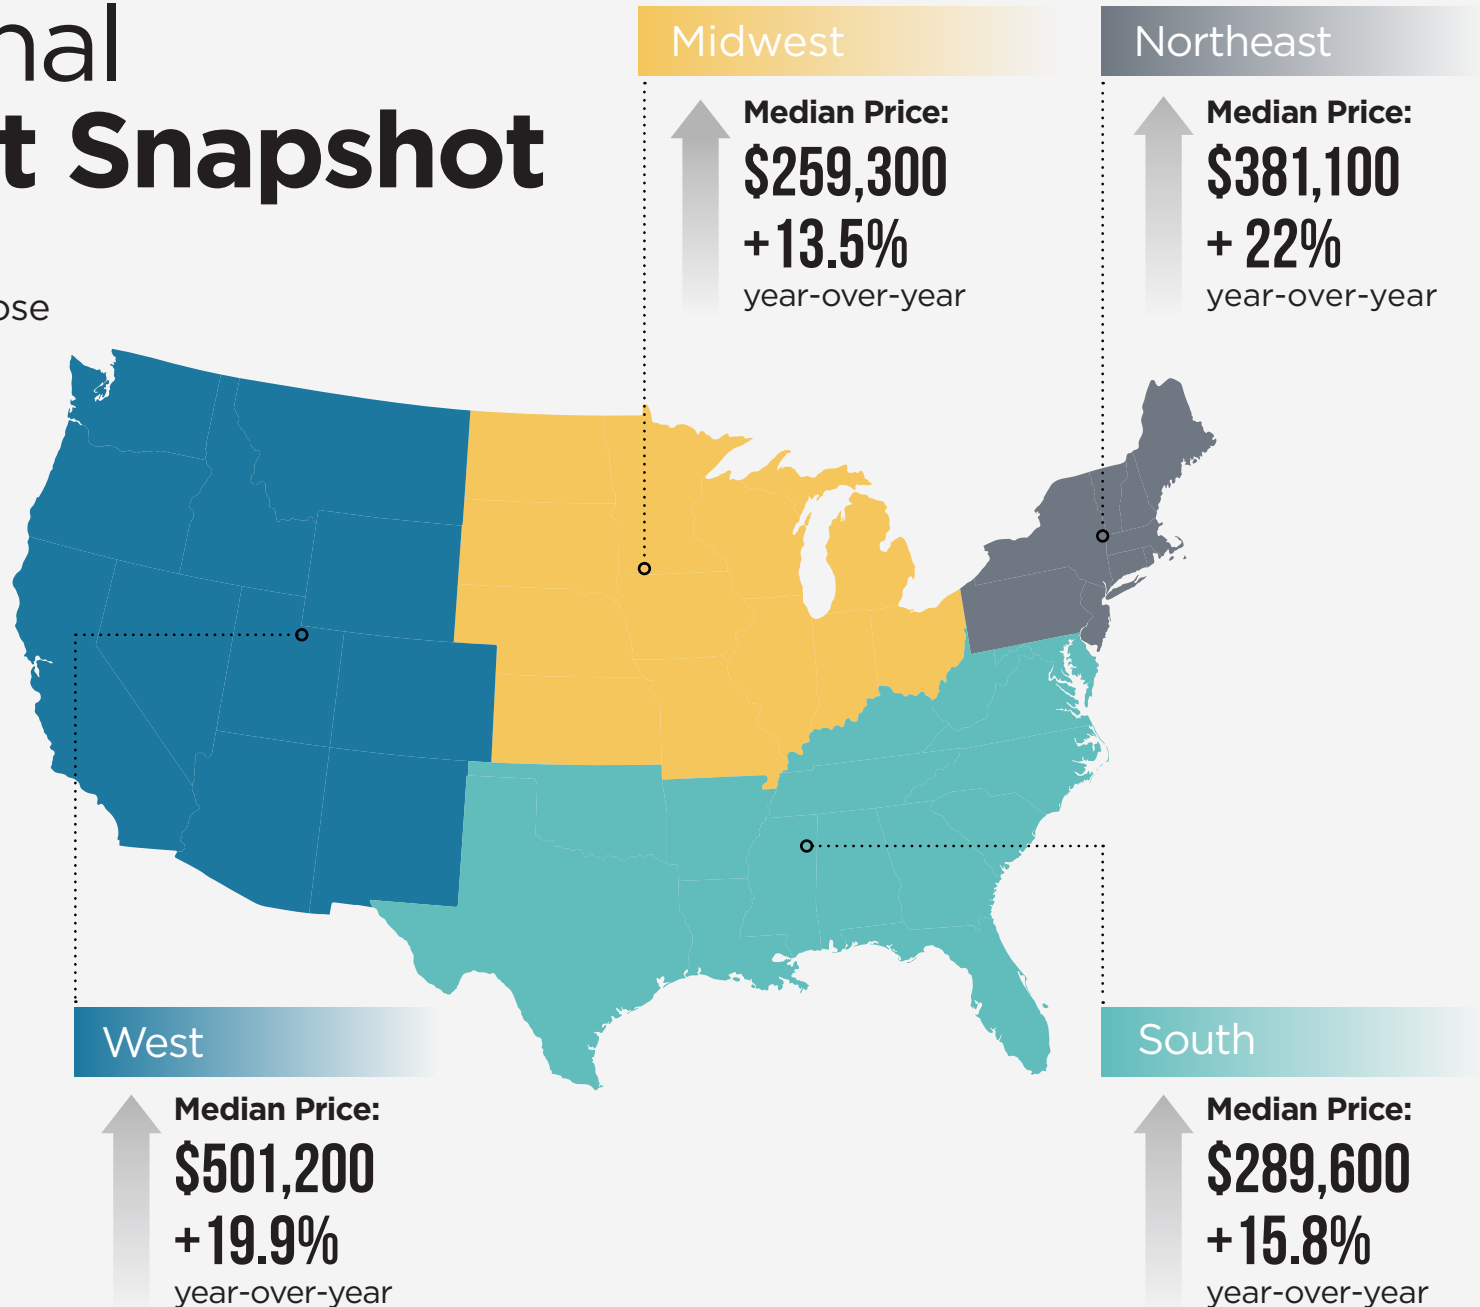 nal
t Snapshot
ose
Midwest
Median Price:
$259,300
+13.5%
year-over-year
Northeast
Median Price:
$381,100
+ 22%
year-over-year
West
Median Price:
$501,200
+19.9%
year-over-year
South
Median Price:
$289,600
+15.8%
year-over-year